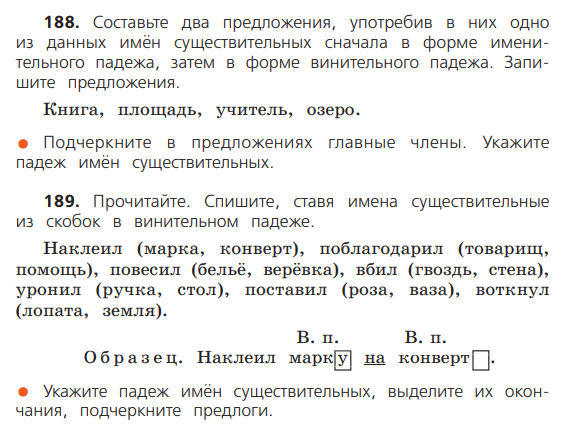 188. Составьте два предложения, употребив в них одно
из данных имён существительных сначала в форме имени-
тельного падежа, затем в форме винительного падежа. Запи-
шите предложения.
Книга, площадь, учитель, озеро.
● Подчеркните в предложениях главные члены. Укажите
падеж имён существительных.
189. Прочитайте. Спишите, ставя имена существительные
из скобок в винительном падеже.
Наклеил (марка, конверт), поблагодарил (товарищ,
помощь), повесил (бельё, верёвка), вбил (гвоздь, стена),
уронил (ручка, стол), поставил (роза, ваза), воткнул
(лопата, земля).
В. п. В. п.
Образец. Наклеил марку на конверт.
● Укажите падеж имён существительных, выделите их окон-
чания, подчеркните предлоги.